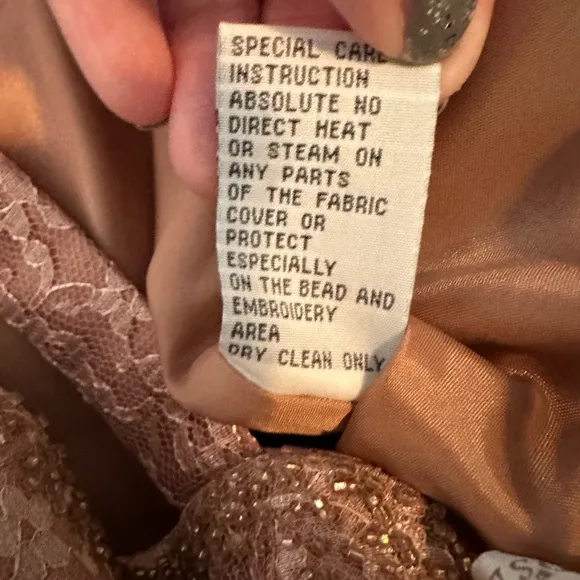 SPECIAL CARE
INSTRUCTION
ABSOLUTE NO
DIRECT HEAT
OR STEAM ON
ANY PARTS
OF THE FABRIC
COVER OR
PROTECT
ESPECIALLY
ON THE BEAD AND
EMBROIDERY
AREA
DRY CLEAN ONLY